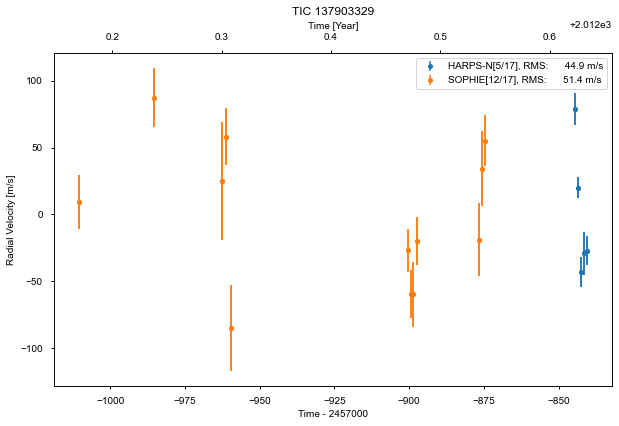 TIC 137903329
Time [Year]
+2.012e3
0.2 0.3 0.4 0.5 0.6
HARPS-N[5/17], RMS: 44.9 m/s
SOPHIE[12/17], RMS: 51.4 m/s
Radial Velocity [m/s]
100
50
0
−50
−100
−1000 −975 −950 −925 −900 −875 −850
Time - 2457000